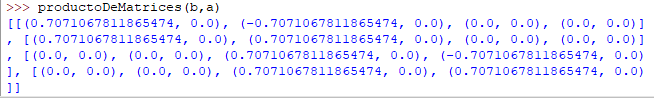 >>> productoDeMatrices(b,a)
[[(0.7071067811865474, 0.0), (-0.7071067811865474, 0.0), (0.0, 0.0), (0.0, 0.0)]
, [(0.7071067811865474, 0.0), (0.7071067811865474, 0.0), (0.0, 0.0), (0.0, 0.0)]
, [(0.0, 0.0), (0.0, 0.0), (0.7071067811865474, 0.0), (-0.7071067811865474, 0.0)
], [(0.0, 0.0), (0.0, 0.0), (0.7071067811865474, 0.0), (0.7071067811865474, 0.0)
]]